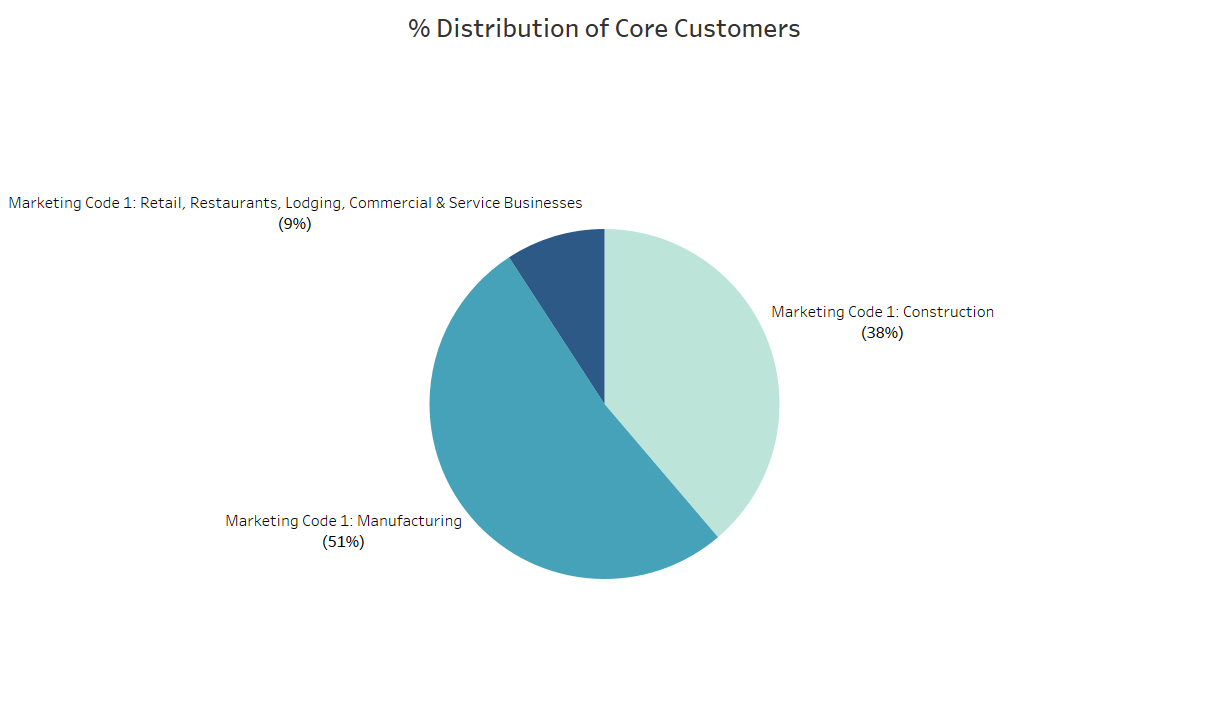 % Distribution of Core Customers
Marketing Code 1: Retail, Restaurants, Lodging, Commercial & Service Businesses
(9%)
Marketing Code 1: Construction
(38%)
Marketing Code 1: Manufacturing
(51%)